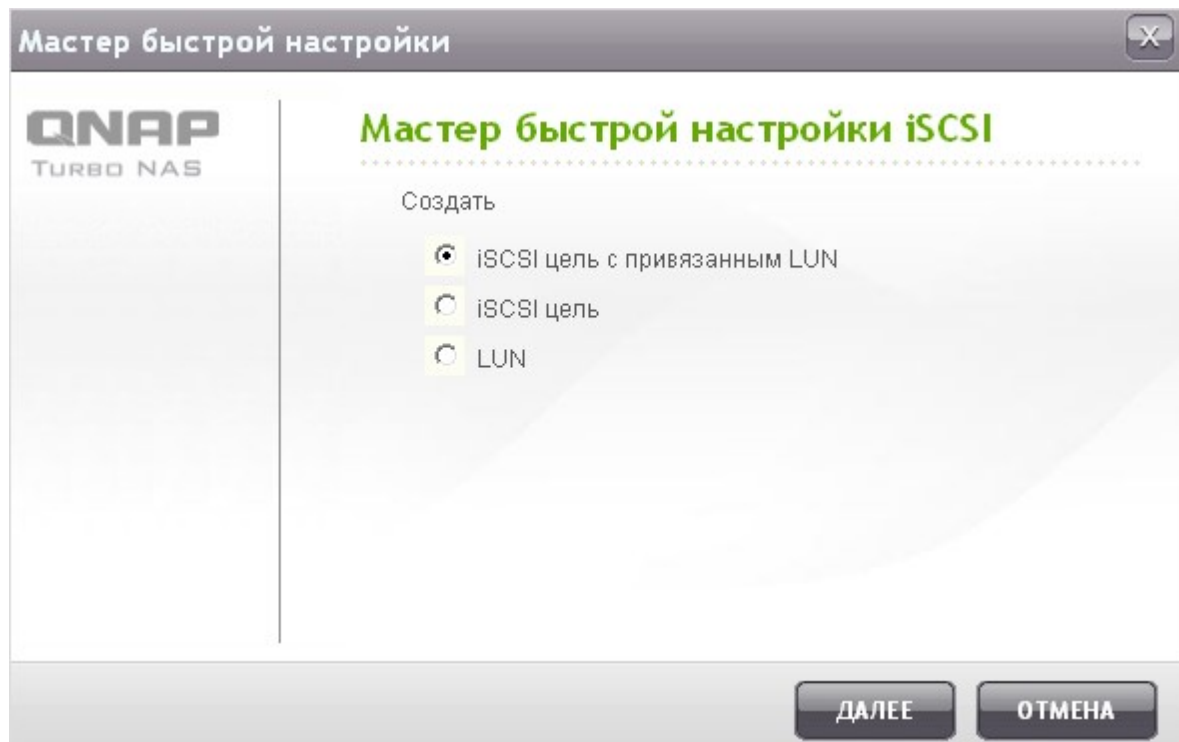 Мастер быстрой настройки
X
QNAP
TURBO NAS
Мастер быстрой настройки iSCSI
Создать
iSCSI цель с привязанным LUN
iSCSI цель
LUN
ДАЛЕЕ
ОТМЕНА